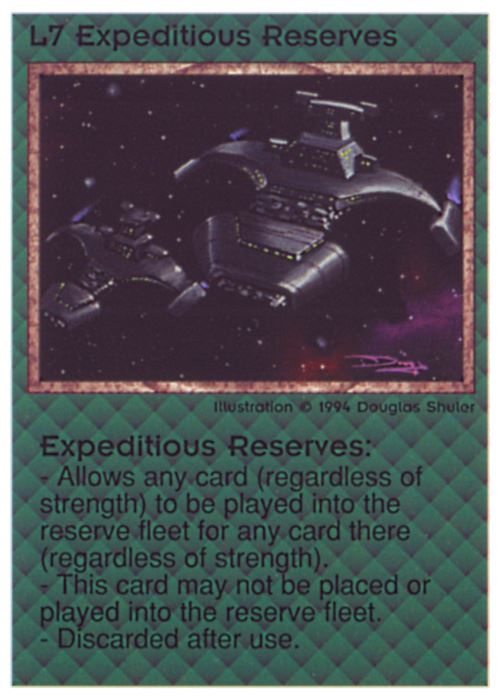 L7 Expeditious Reserves
Illustration © 1994 Douglas Shuler
Expeditious Reserves:
- Allows any card (regardless of
strength) to be played into the
reserve fleet for any card there
(regardless of strength).
- This card may not be placed or
played into the reserve fleet.
- Discarded after use.